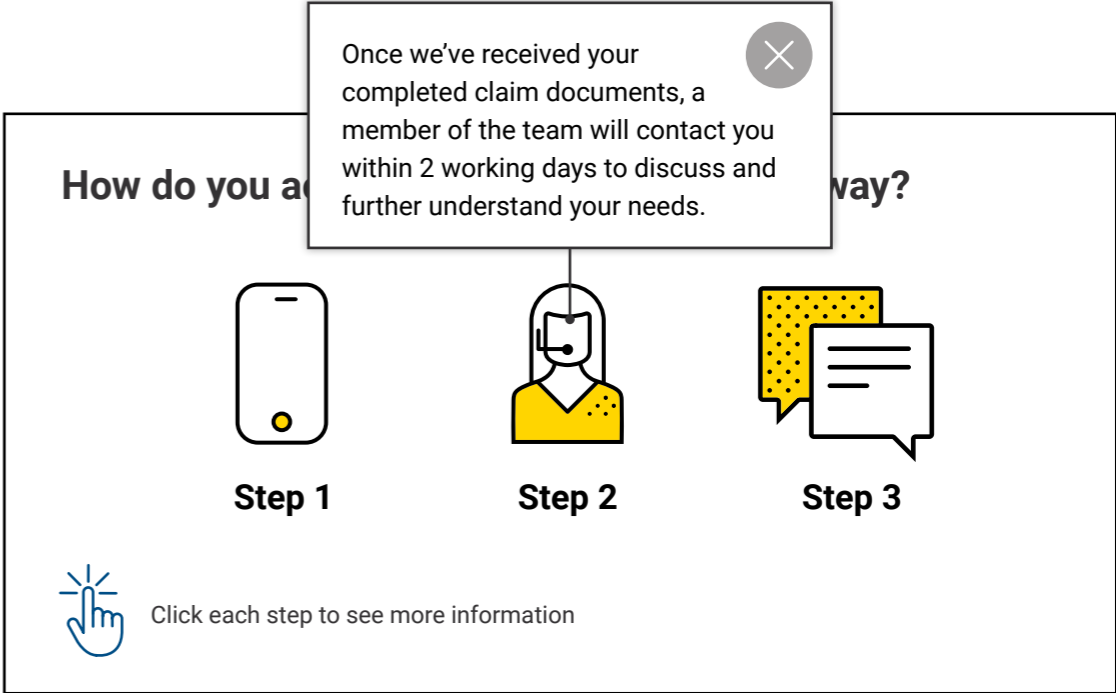 Once we’ve received your
completed claim documents, a
member of the team will contact you
within 2 working days to discuss and
further understand your needs.
How do you
way?
Step 1
Step 2
Step 3
Click each step to see more information